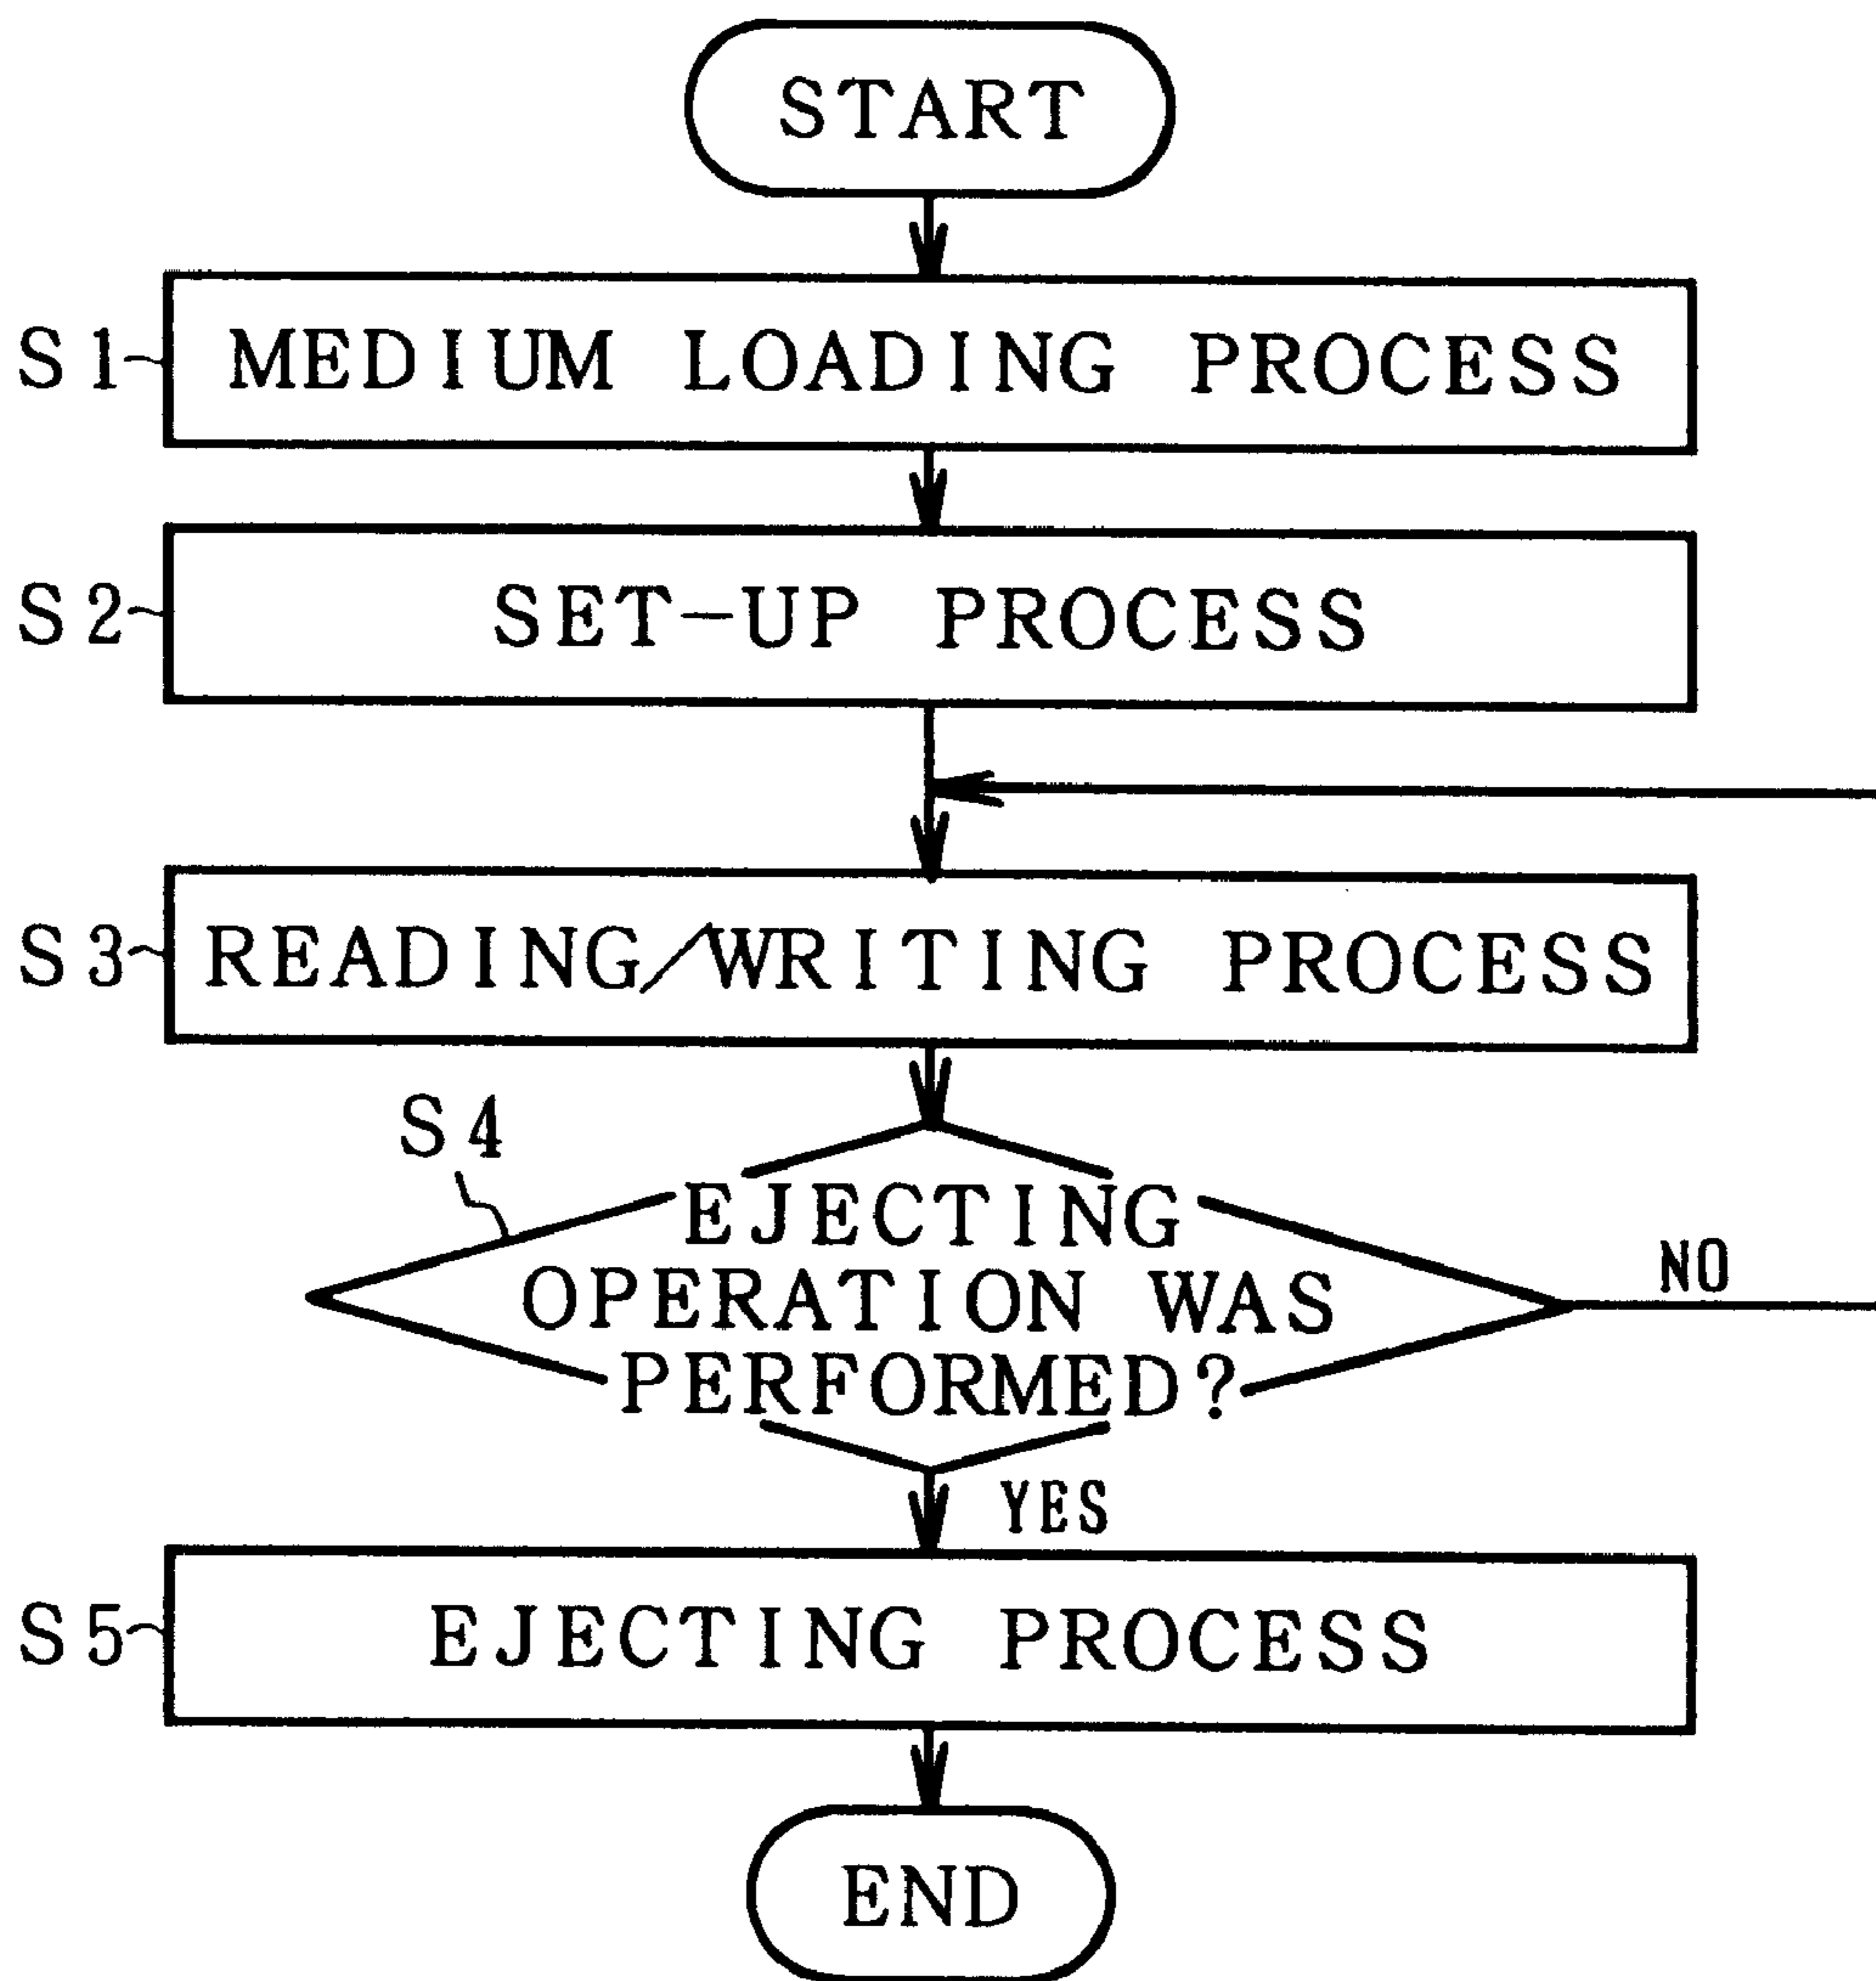 START
S1 MEDIUM LOADING PROCESS
S2 SET-UP PROCESS
S3 READING/WRITING PROCESS
S4
EJECTING
OPERATION WAS
PERFORMED?
NO
YES
S5 EJECTING PROCESS
END